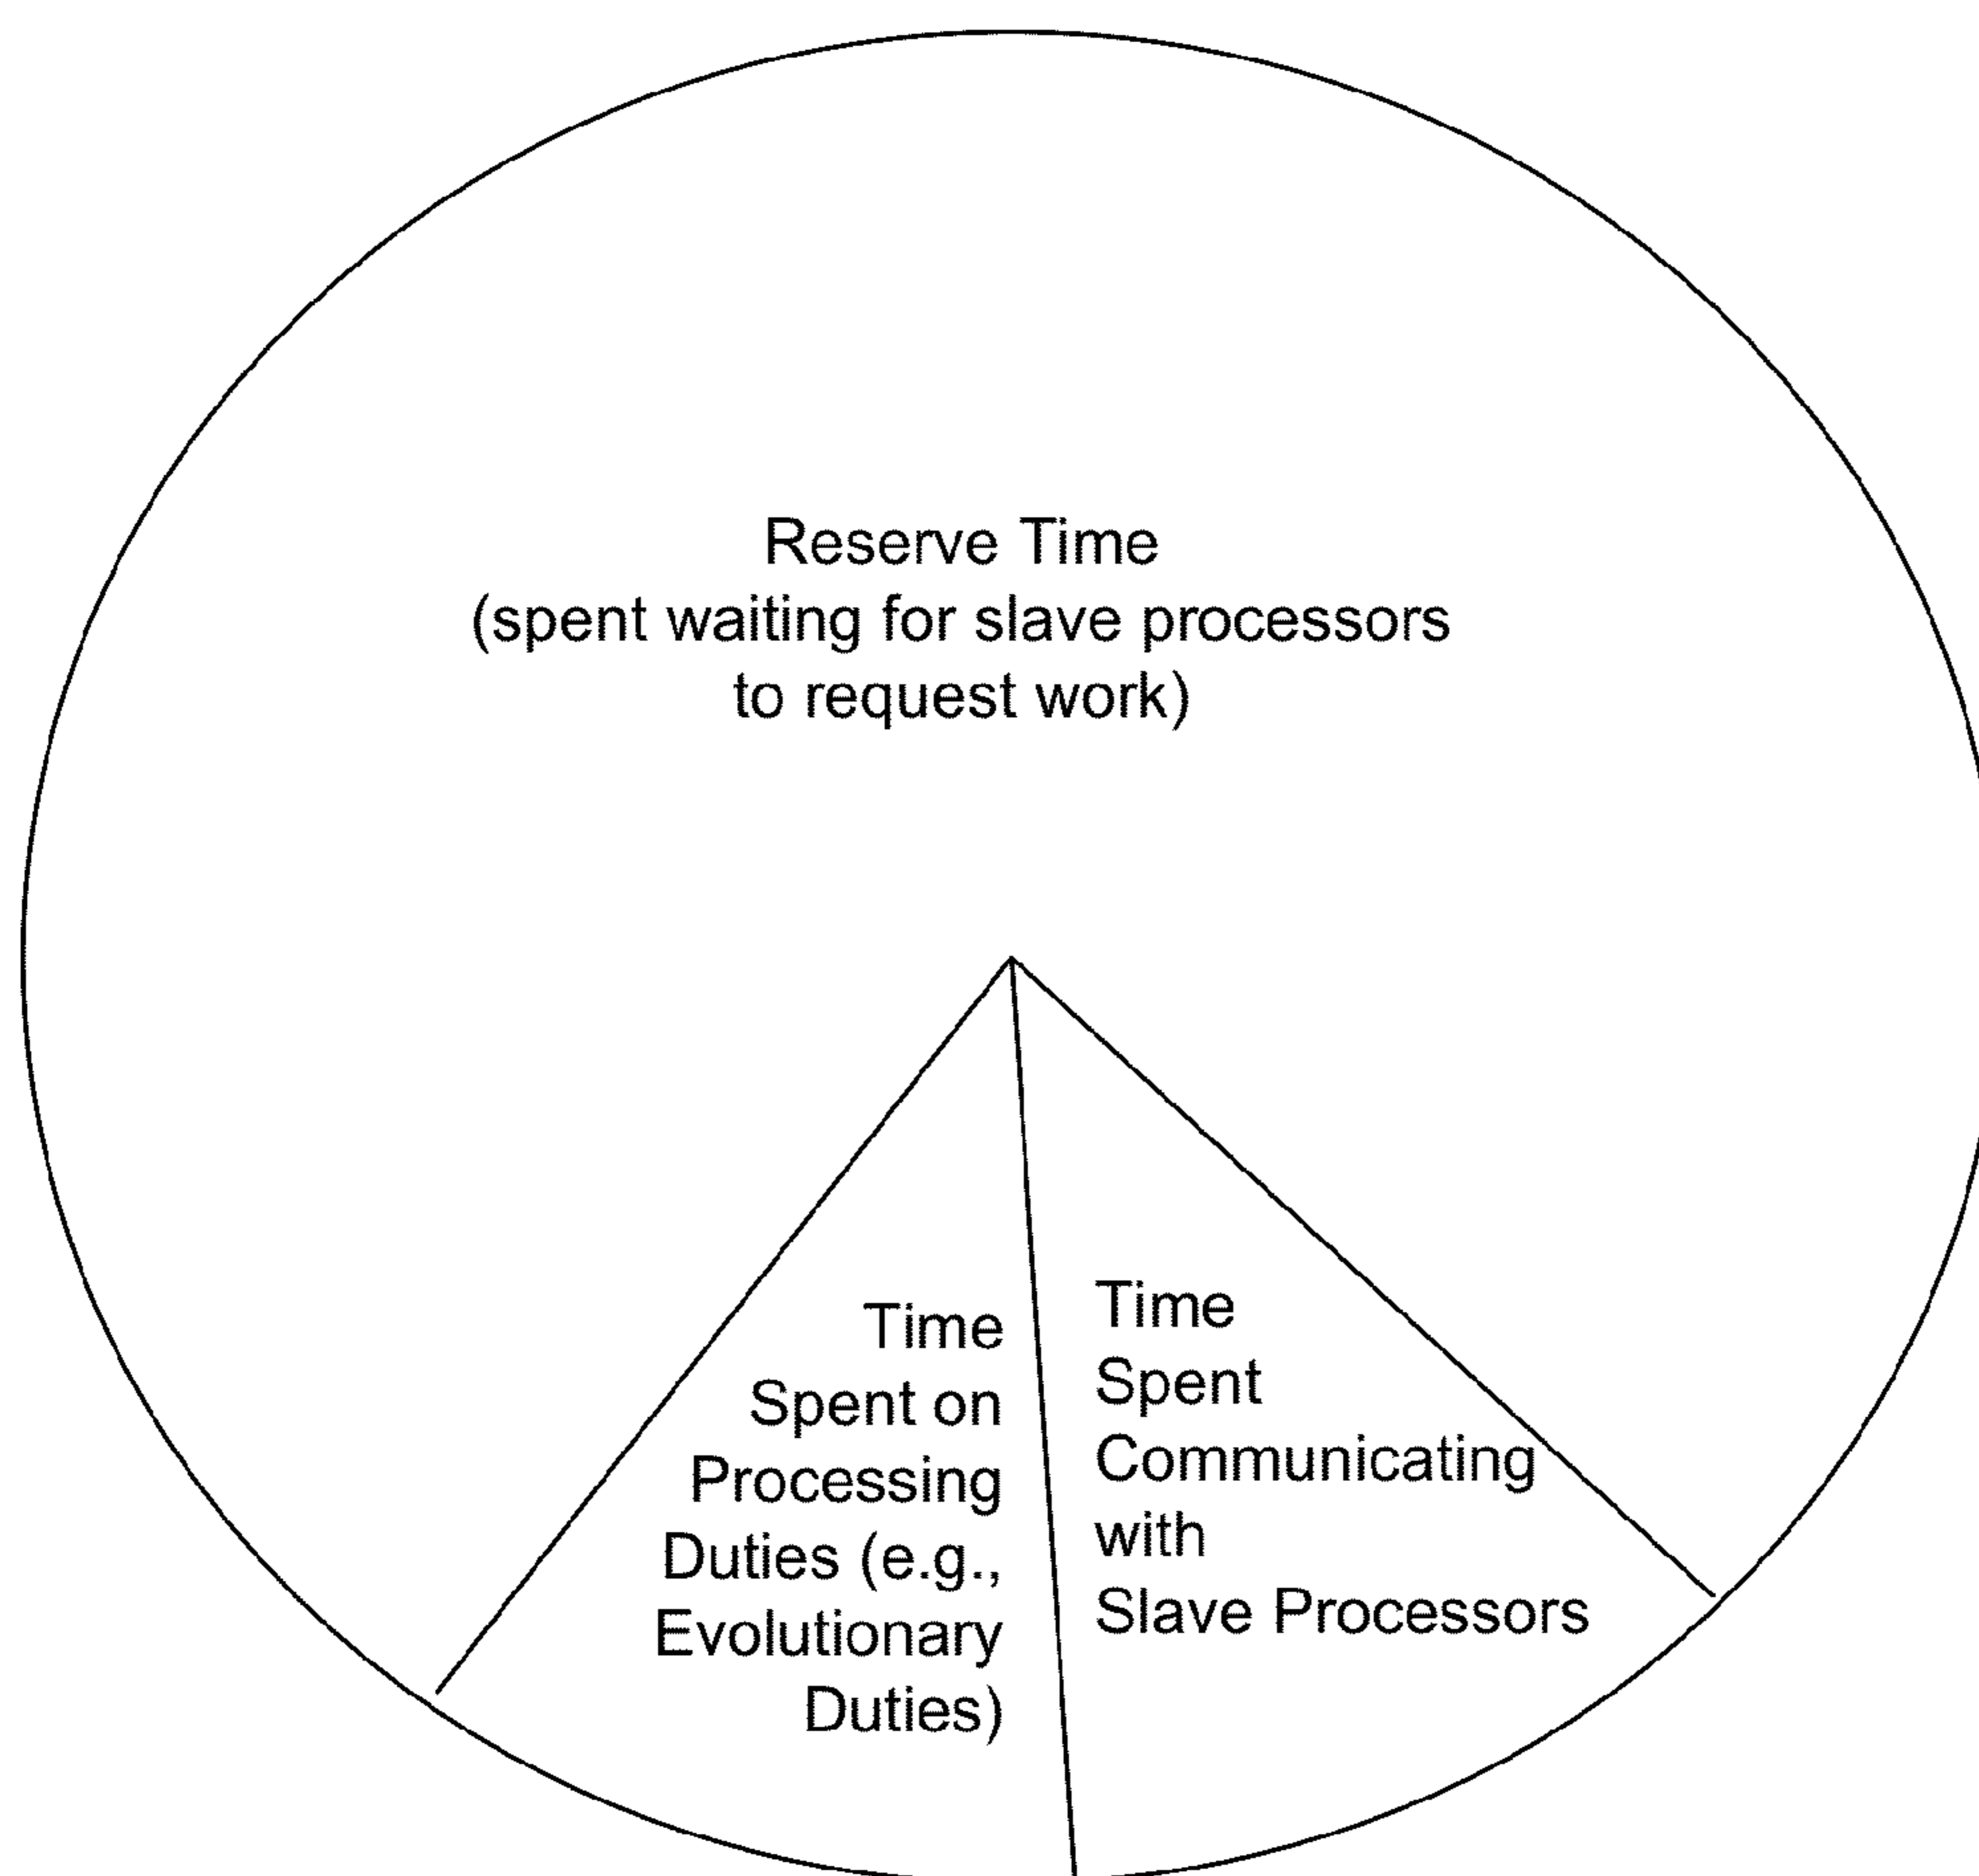 Reserve Time
(spent waiting for slave processors
to request work)
Time
Spent on
Processing
Duties (e.g.,
Evolutionary
Duties)
Time
Spent
Communicating
with
Slave Processors